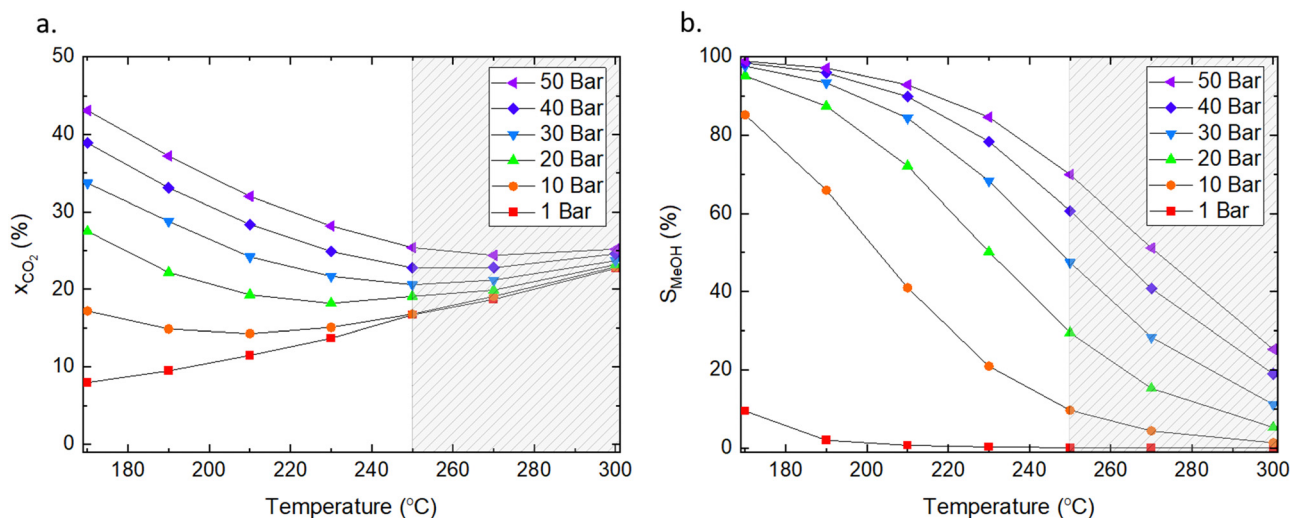 a.
50
40
30
20
10
0
x_CO₂ (%)
180 200 220 240 260 280 300
Temperature (°C)
50 Bar
40 Bar
30 Bar
20 Bar
10 Bar
1 Bar
b.
100
80
60
40
20
0
S_MeOH (%)
180 200 220 240 260 280 300
Temperature (°C)
50 Bar
40 Bar
30 Bar
20 Bar
10 Bar
1 Bar